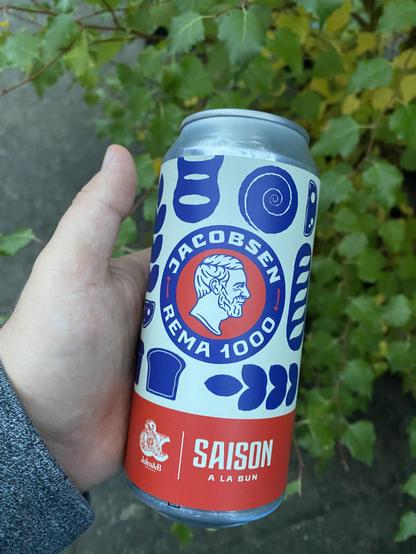 JACOBSEN
REMA 1000
&
SAISON
A LA BUN